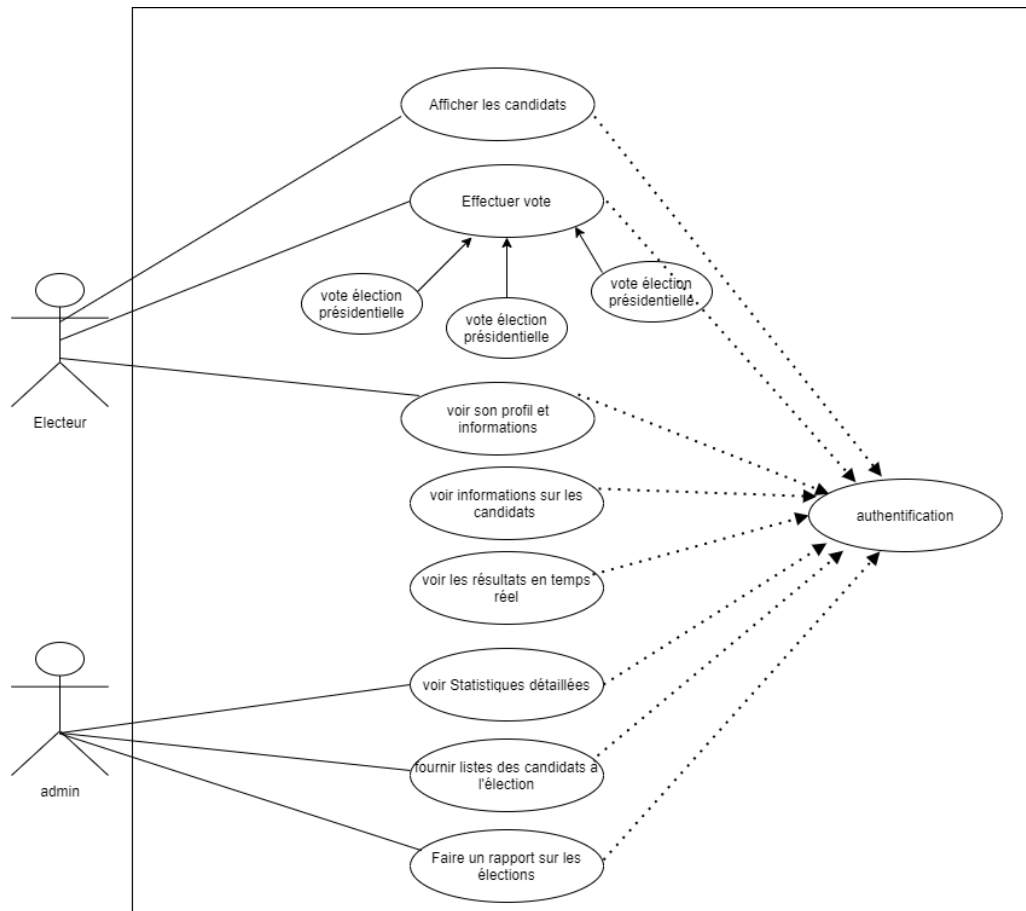 Afficher les candidats
Effectuer vote
vote élection
présidentielle
vote élection
présidentielle
vote élection
présidentielle
Electeur
voir son profil et
informations
voir informations sur les
candidats
authentification
voir les résultats en temps
réel
voir Statistiques détaillées
admin
fournir listes des candidats à
l'élection
Faire un rapport sur les
élections